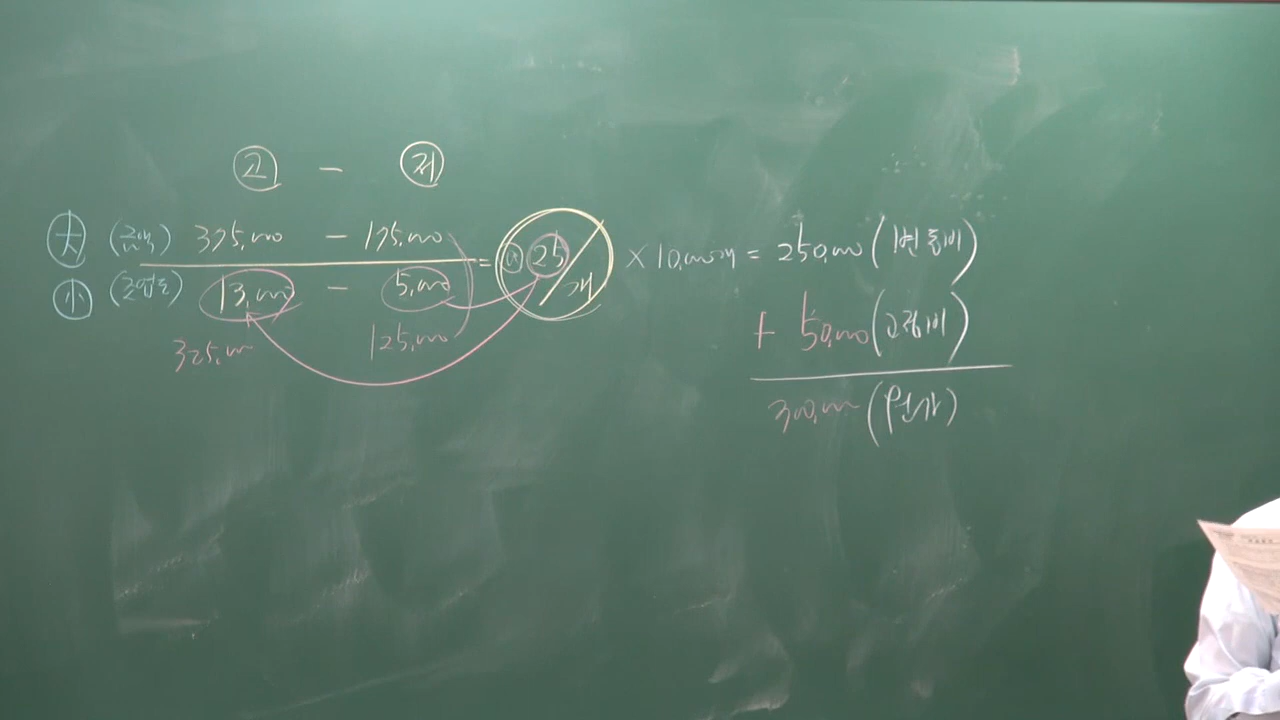 고 - 저
大 (금액) 375,000 - 175,000 = @25/개 × 10,000개 = 250,000 (변동비)
小 (조업도) 13,000 - 5,000
325,000 125,000
+ 50,000 (고정비)
300,000 (원가)